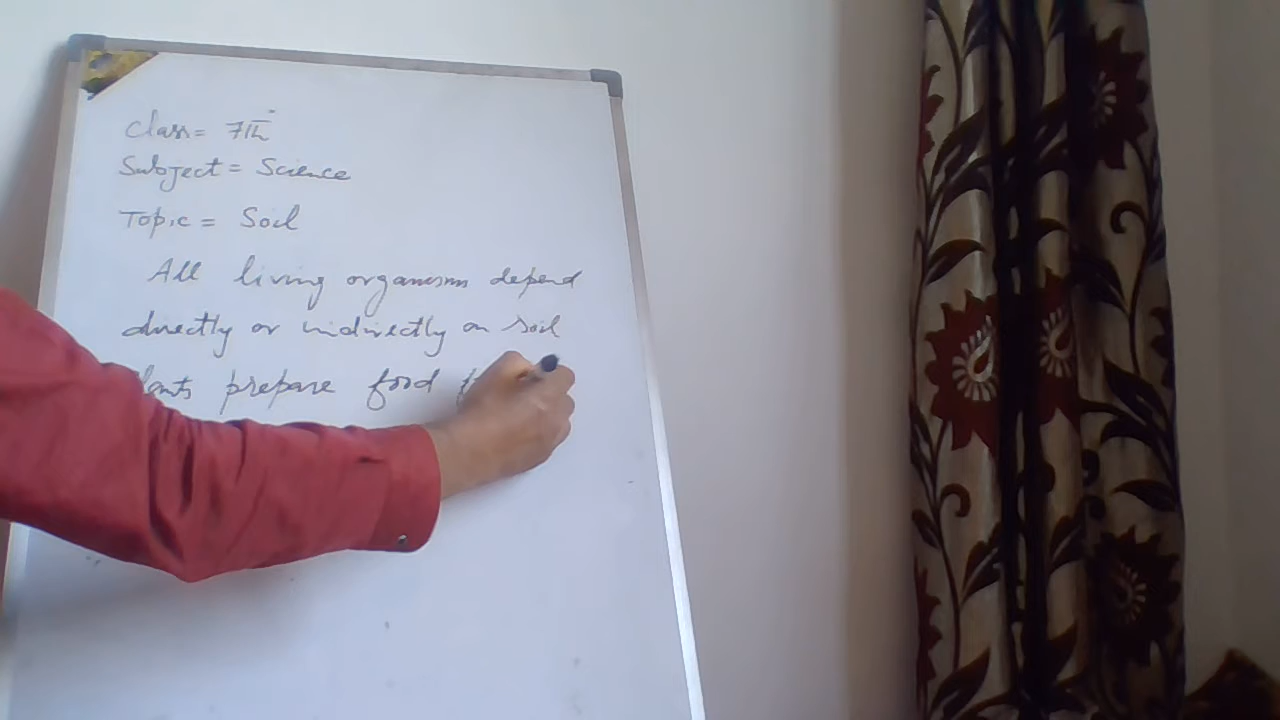 Class = 7th
Subject = Science
Topic = Soil
All living organisms depend
directly or indirectly on soil
prepare food